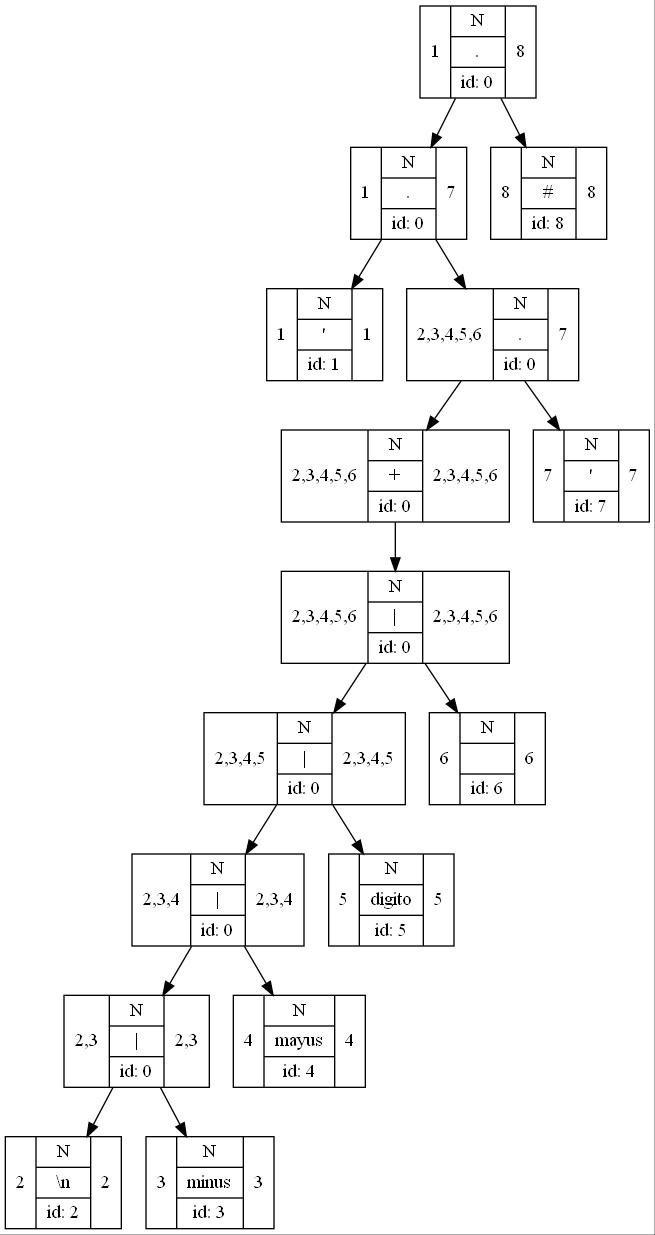 N
1 . 8
id: 0
N
1 . 7
id: 0
N
8 # 8
id: 8
N
1 ' 1
id: 1
N
2,3,4,5,6 . 7
id: 0
N
2,3,4,5,6 + 2,3,4,5,6
id: 0
N
7 ' 7
id: 7
N
2,3,4,5,6 | 2,3,4,5,6
id: 0
N
2,3,4,5 | 2,3,4,5
id: 0
N
6 6
id: 6
N
2,3,4 | 2,3,4
id: 0
N
5 digito 5
id: 5
N
2,3 | 2,3
id: 0
N
4 mayus 4
id: 4
N
2 \n 2
id: 2
N
3 minus 3
id: 3